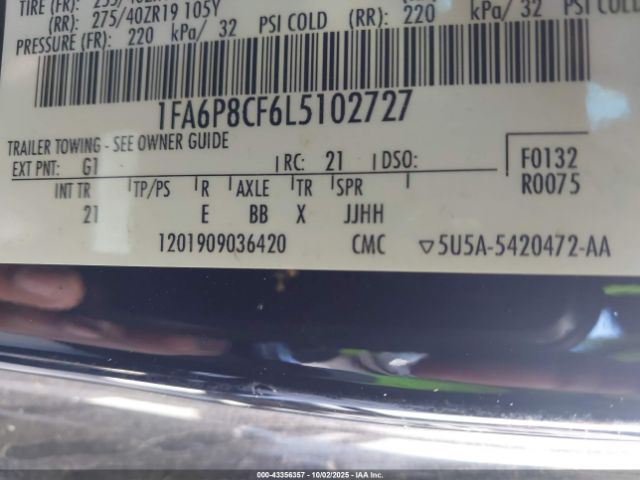 TIRE (FR):
(RR): 275/40ZR19 105Y PSI COLD (RR): 220 kPa/ 32
PRESSURE (FR): 220 kPa/ 32 PSI COLD
1FA6P8CF6L5102727
TRAILER TOWING - SEE OWNER GUIDE
EXT PNT: G1 RC: 21 DSO: F0132
INT TR TP/PS R AXLE TR SPR R0075
21 E BB X JJHH
1201909036420 CMC ▽5U5A-5420472-AA
000-43356357 - 10/02/2025 - IAA Inc.